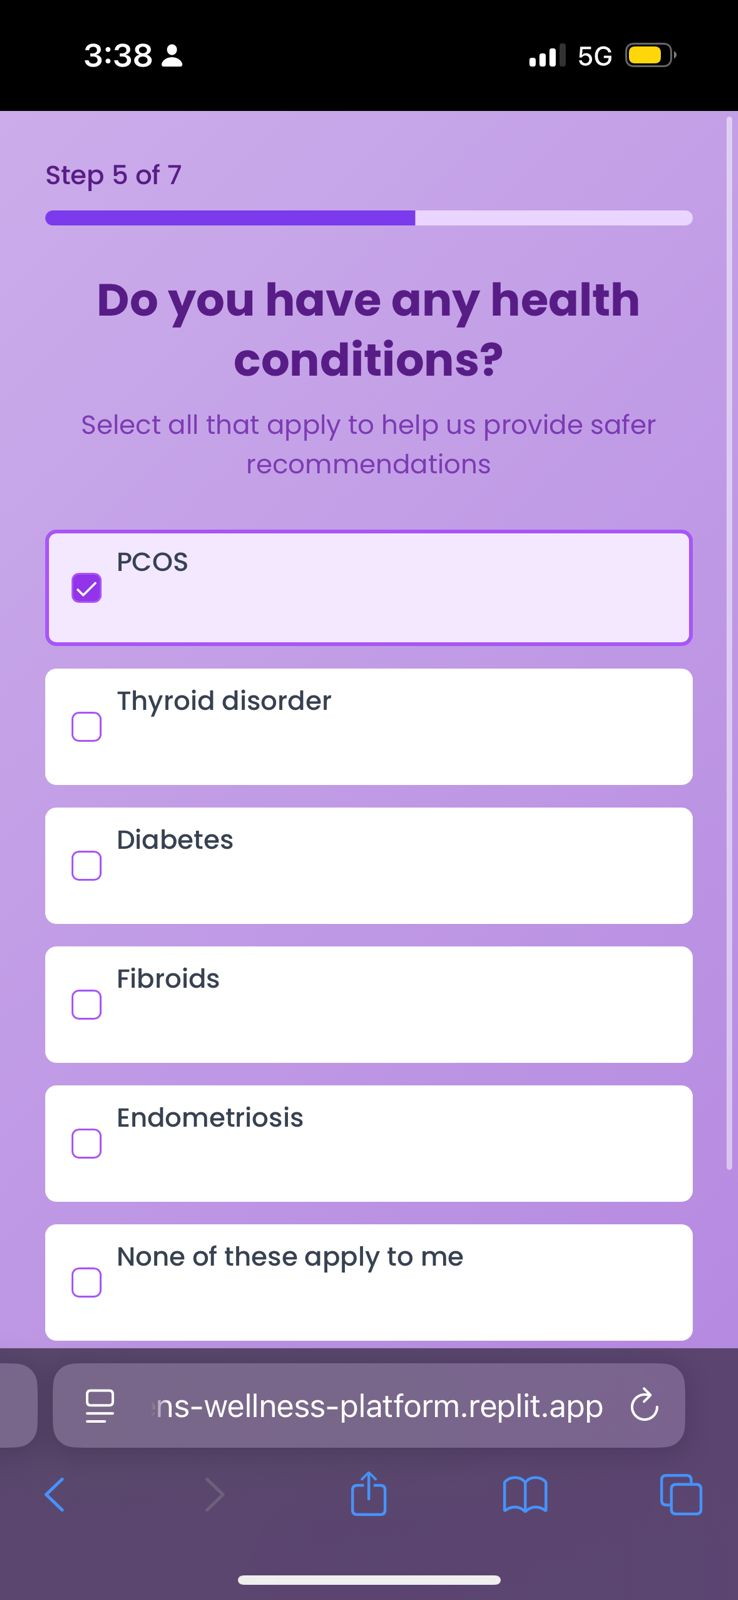 3:38
5G
Step 5 of 7
Do you have any health
conditions?
Select all that apply to help us provide safer
recommendations
PCOS
Thyroid disorder
Diabetes
Fibroids
Endometriosis
None of these apply to me
ns-wellness-platform.replit.app